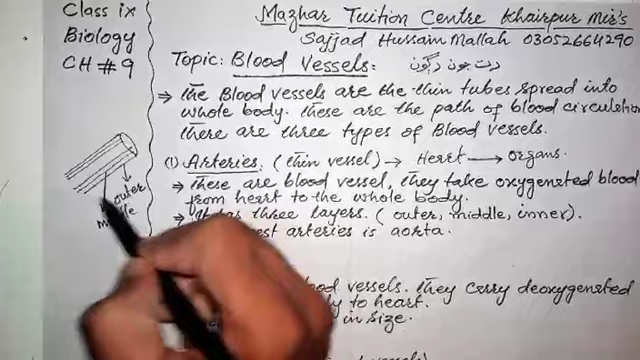 Class ix
Biology
CH # 9
Mazhar Tuition Centre Khairpur Mir's
Sajjad Hussain Mallah 03052664290
Topic: Blood Vessels:
⇒ The Blood vessels are the thin tubes spread into
whole body. These are the path of blood circulation
There are three types of Blood vessels.
(1) Arteries. (thin vessel) → Heart → organs.
⇒ These are blood vessel, they take oxygenated blood
from heart to the whole body.
three layers. (outer, middle, inner).
arteries is aorta.
outer
vessels. They carry deoxygenated
to heart.
in size.